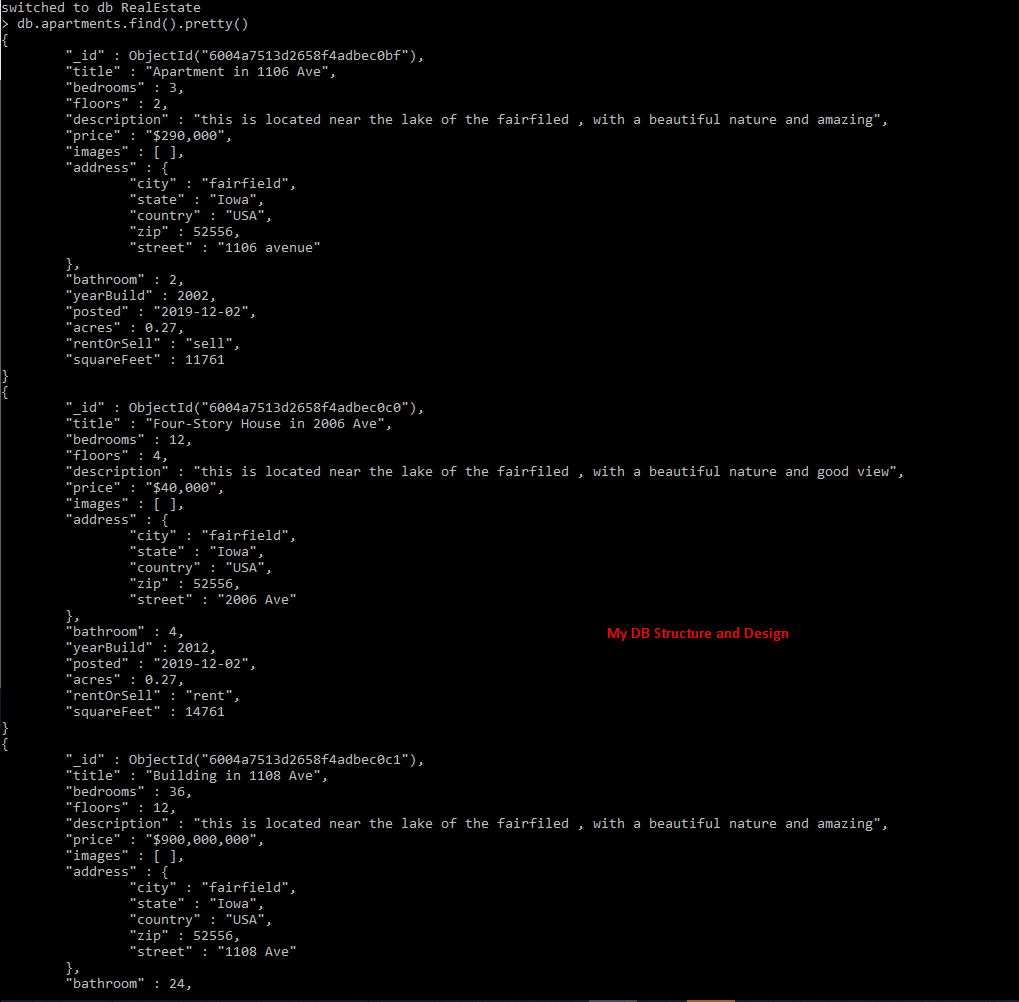 switched to db RealEstate
> db.apartments.find().pretty()
{
"_id" : ObjectId("6004a7513d2658f4adbec0bf"),
"title" : "Apartment in 1106 Ave",
"bedrooms" : 3,
"floors" : 2,
"description" : "this is located near the lake of the fairfiled , with a beautiful nature and amazing",
"price" : "$290,000",
"images" : [ ],
"address" : {
"city" : "fairfield",
"state" : "Iowa",
"country" : "USA",
"zip" : 52556,
"street" : "1106 avenue"
},
"bathroom" : 2,
"yearBuild" : 2002,
"posted" : "2019-12-02",
"acres" : 0.27,
"rentOrSell" : "sell",
"squareFeet" : 11761
}
{
"_id" : ObjectId("6004a7513d2658f4adbec0c0"),
"title" : "Four-Story House in 2006 Ave",
"bedrooms" : 12,
"floors" : 4,
"description" : "this is located near the lake of the fairfiled , with a beautiful nature and good view",
"price" : "$40,000",
"images" : [ ],
"address" : {
"city" : "fairfield",
"state" : "Iowa",
"country" : "USA",
"zip" : 52556,
"street" : "2006 Ave"
},
"bathroom" : 4,
My DB Structure and Design
"yearBuild" : 2012,
"posted" : "2019-12-02",
"acres" : 0.27,
"rentOrSell" : "rent",
"squareFeet" : 14761
}
{
"_id" : ObjectId("6004a7513d2658f4adbec0c1"),
"title" : "Building in 1108 Ave",
"bedrooms" : 36,
"floors" : 12,
"description" : "this is located near the lake of the fairfiled , with a beautiful nature and amazing",
"price" : "$900,000,000",
"images" : [ ],
"address" : {
"city" : "fairfield",
"state" : "Iowa",
"country" : "USA",
"zip" : 52556,
"street" : "1108 Ave"
},
"bathroom" : 24,